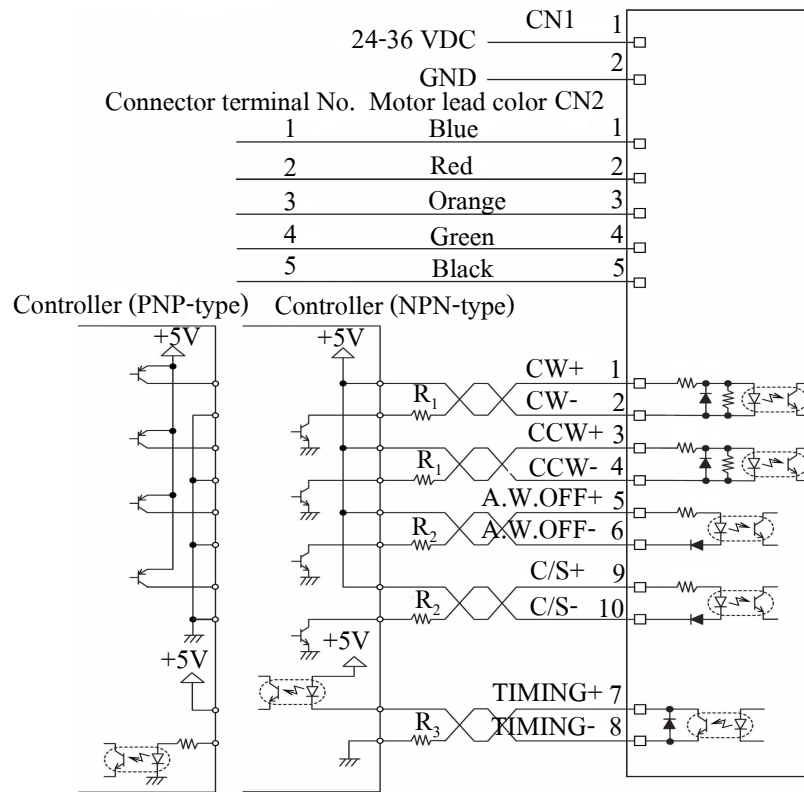 CN1 1
24-36 VDC
2
GND
Connector terminal No. Motor lead color CN2
1 Blue 1
2 Red 2
3 Orange 3
4 Green 4
5 Black 5
Controller (PNP-type) Controller (NPN-type)
+5V +5V
CW+ 1
R1 CW- 2
CCW+ 3
R1 CCW- 4
A.W.OFF+ 5
R2 A.W.OFF- 6
C/S+ 9
R2 C/S- 10
+5V +5V
TIMING+ 7
R3 TIMING- 8